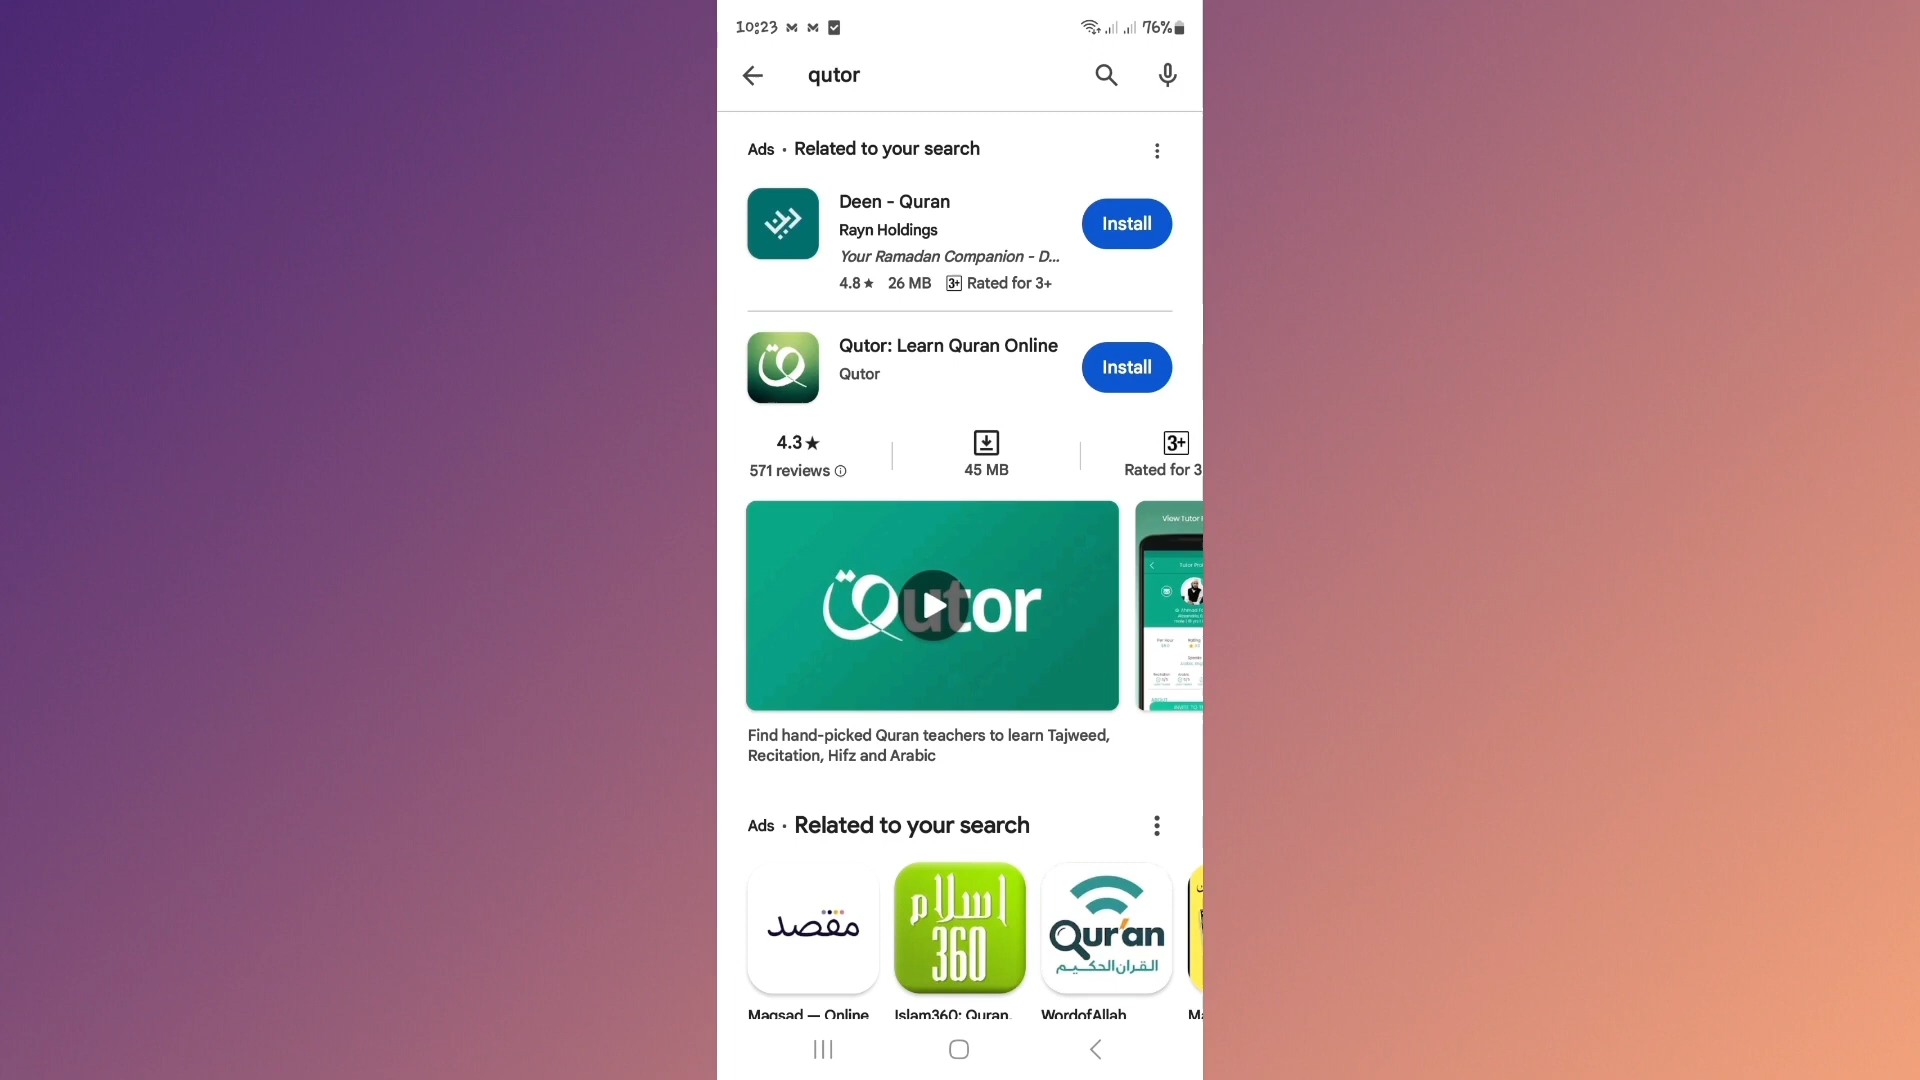 10:23
76%
qutor
Ads • Related to your search
Deen - Quran
Rayn Holdings
Your Ramadan Companion - D...
4.8★ 26 MB 3+ Rated for 3+
Install
Qutor: Learn Quran Online
Qutor
Install
4.3★
571 reviews
45 MB
3+
Rated for 3
Qutor
View Tutor
Find hand-picked Quran teachers to learn Tajweed,
Recitation, Hifz and Arabic
Ads • Related to your search
مقصد
اسلام
360
Qur'an
القرآن الحكيم
Maqsad — Online
Islam360: Quran,
WordofAllah
Ma